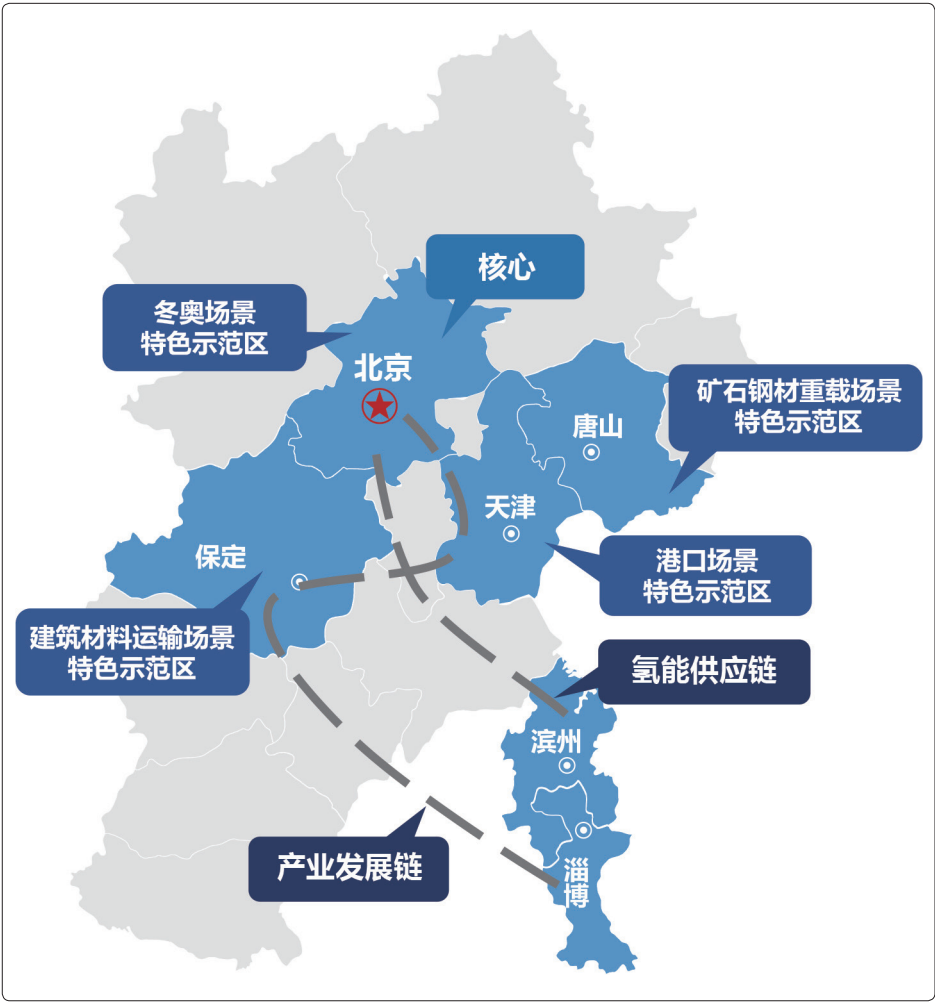 核心
冬奥场景
特色示范区
北京
矿石钢材重载场景
特色示范区
唐山
天津
保定
港口场景
特色示范区
建筑材料运输场景
特色示范区
氢能供应链
滨州
产业发展链
淄
博